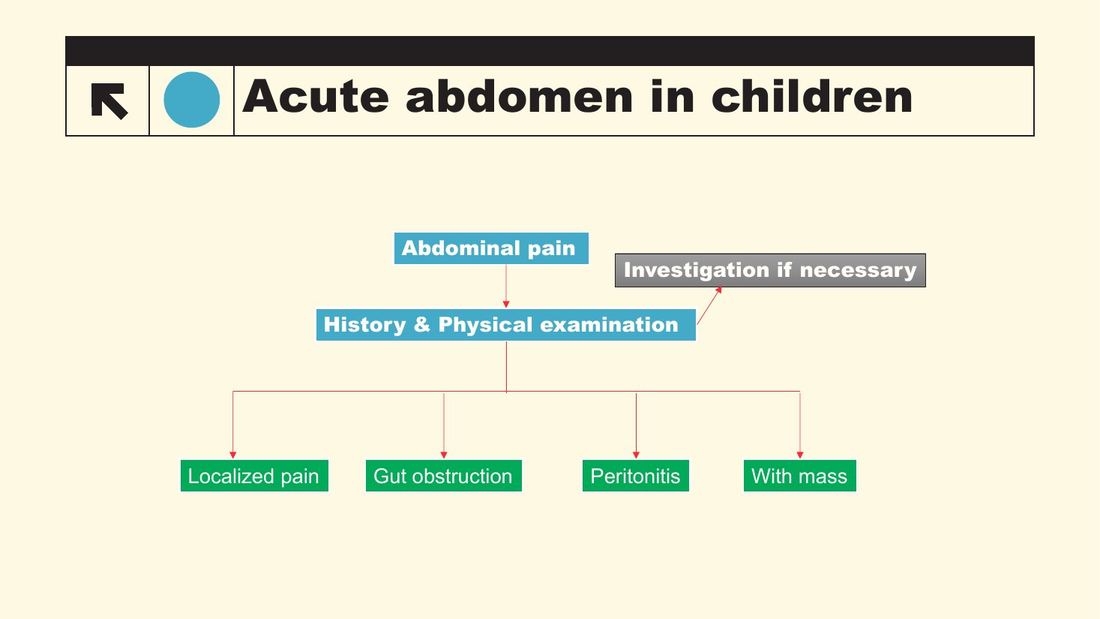 Acute abdomen in children
Abdominal pain
Investigation if necessary
History & Physical examination
Localized pain
Gut obstruction
Peritonitis
With mass